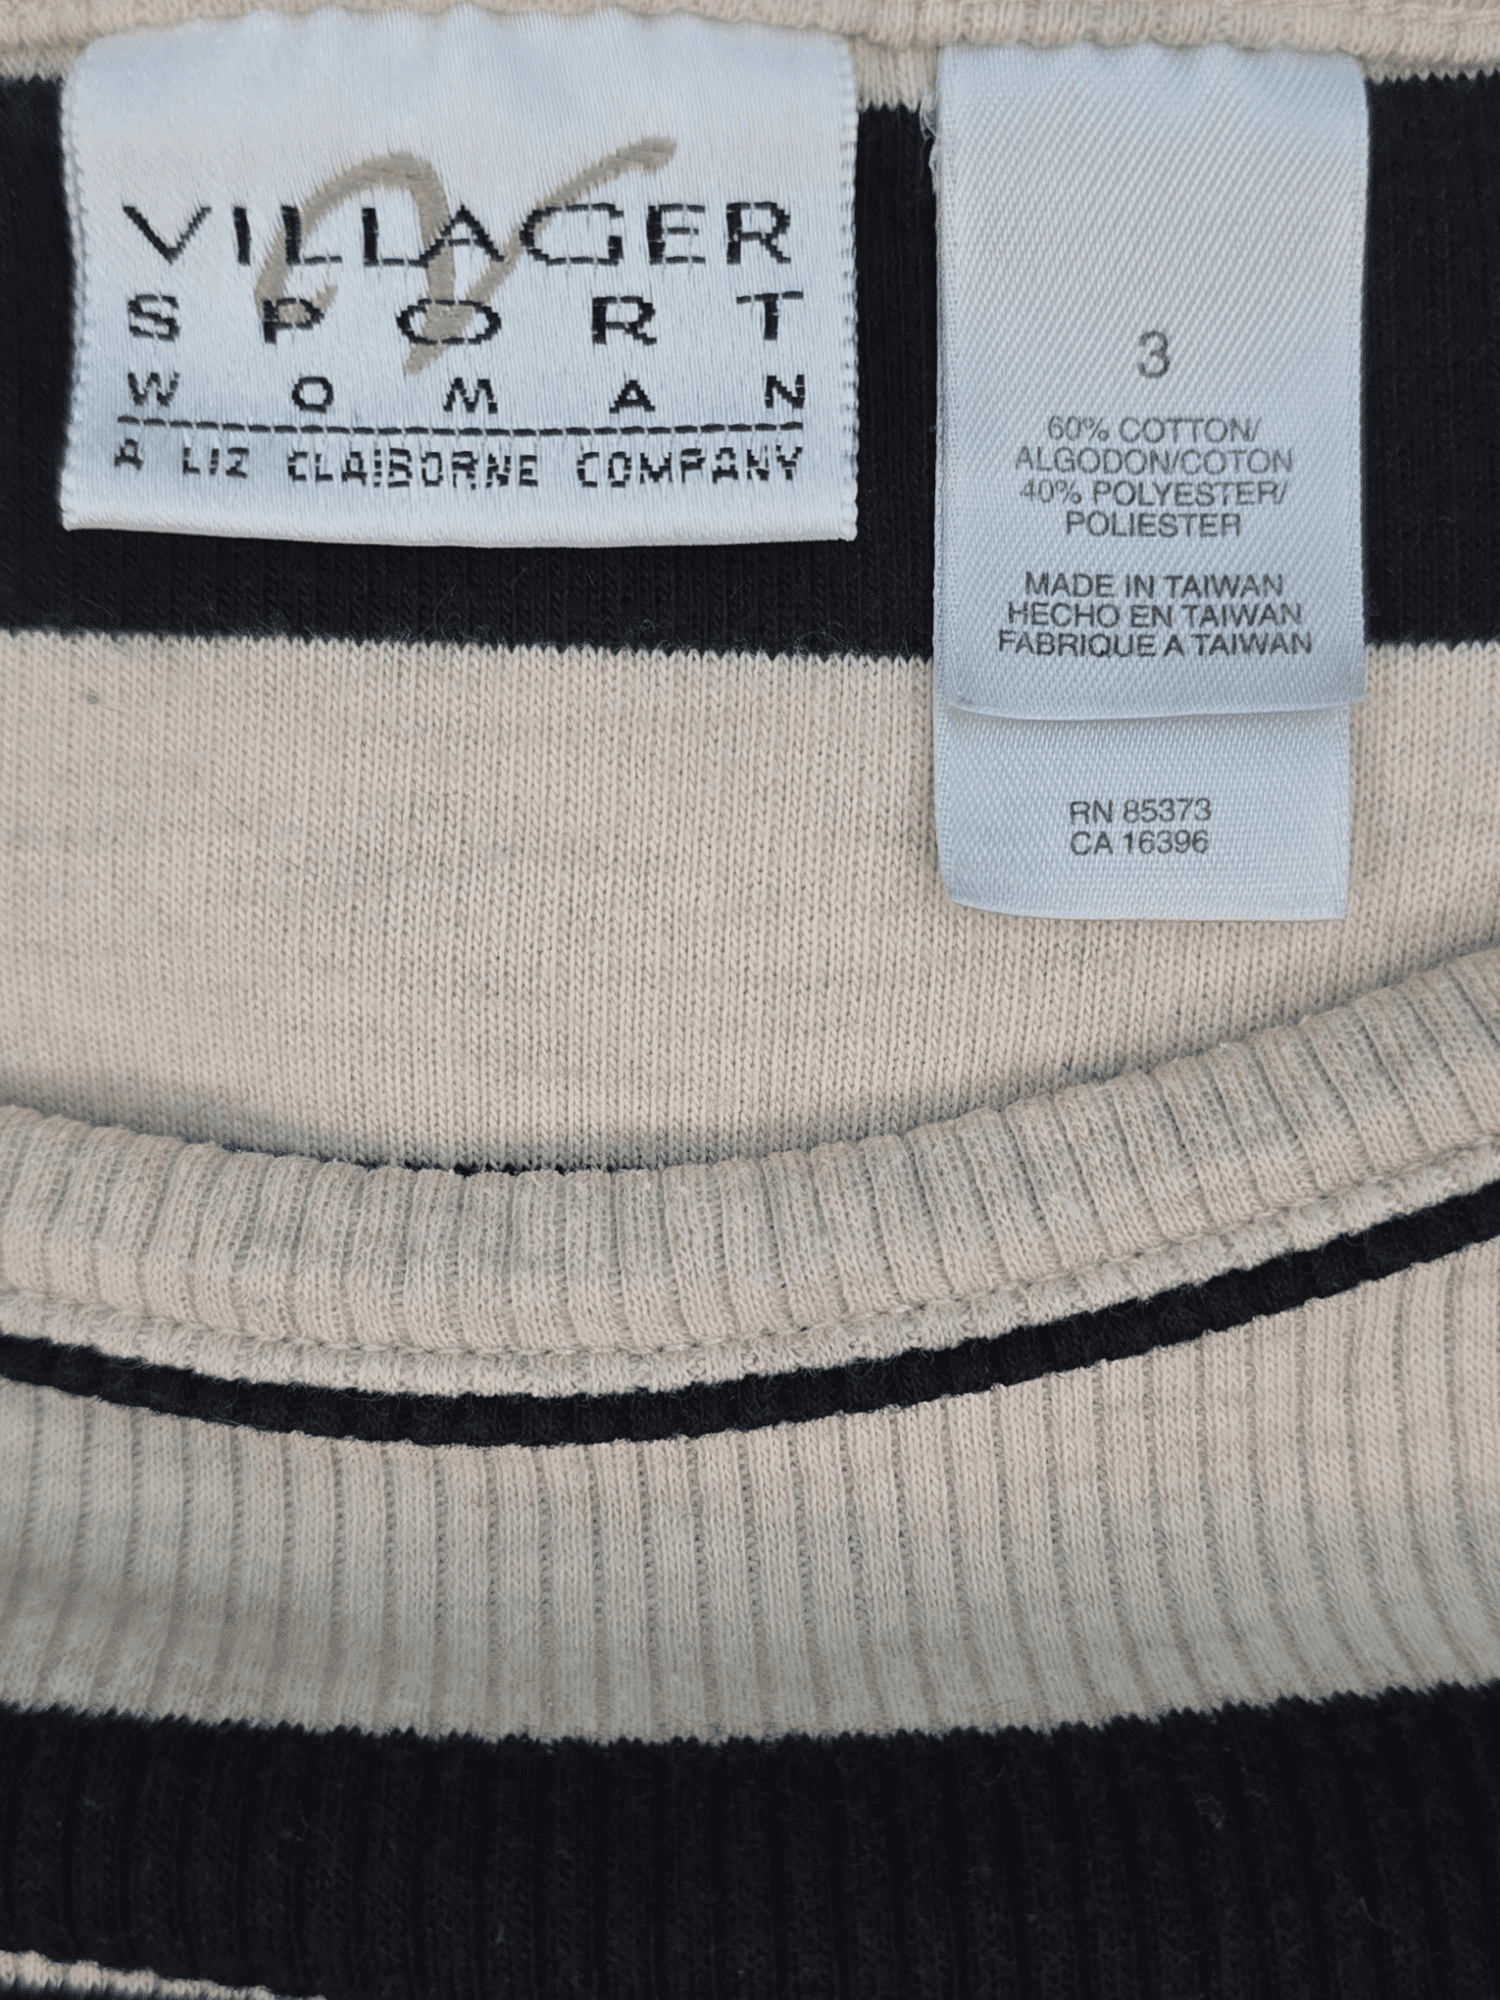 VILLAGER
SPORT
WOMAN
A LIZ CLAIBORNE COMPANY
3
60% COTTON/
ALGODON/COTON
40% POLYESTER/
POLIESTER
MADE IN TAIWAN
HECHO EN TAIWAN
FABRIQUE A TAIWAN
RN 85373
CA 16396